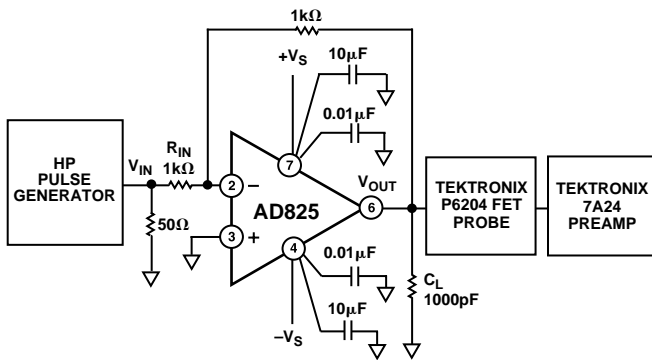 1kΩ
+VS
10μF
0.01μF
HP
PULSE
GENERATOR
VIN
RIN
1kΩ
50Ω
2
−
3
+
7
AD825
4
6
VOUT
0.01μF
10μF
−VS
TEKTRONIX
P6204 FET
PROBE
TEKTRONIX
7A24
PREAMP
CL
1000pF